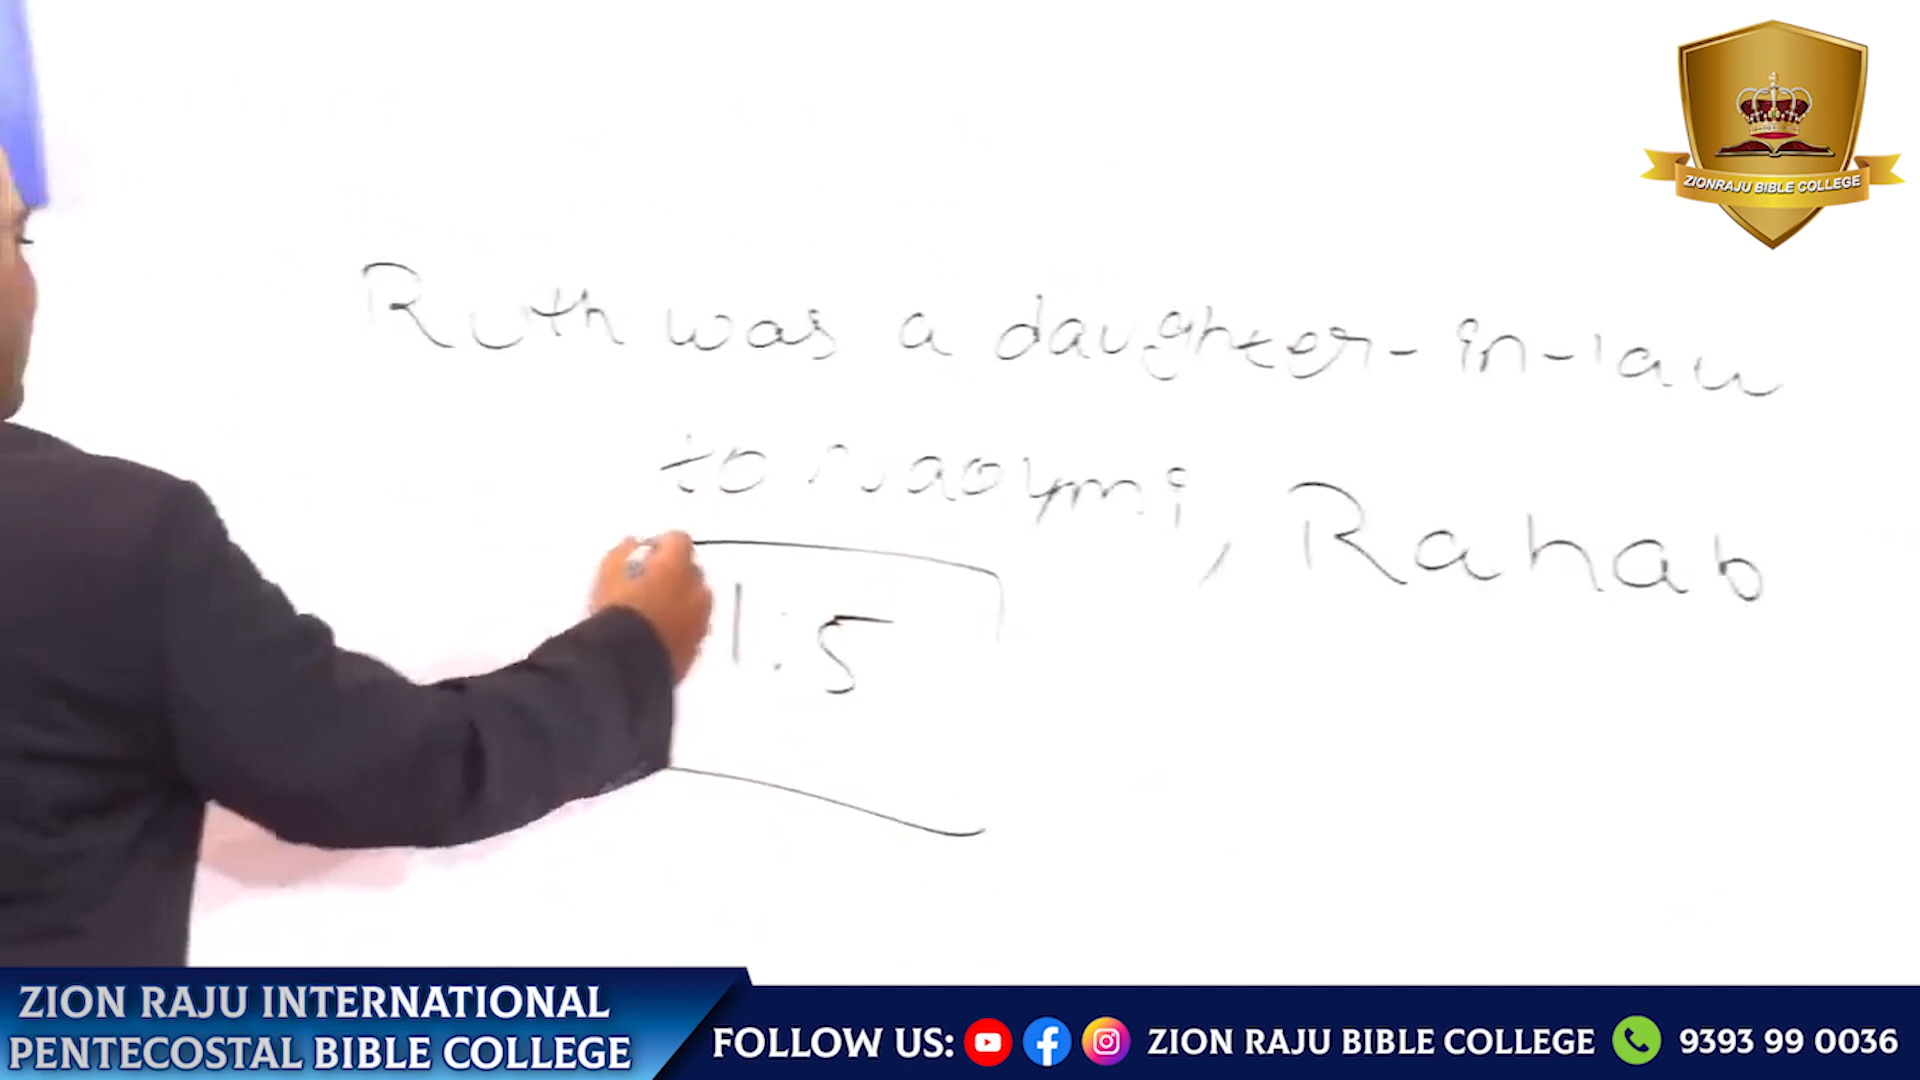 ZIONRAJU BIBLE COLLEGE
Ruth was a daughter-in-law
to Naoymi, Rahab
1:5
ZION RAJU INTERNATIONAL
PENTECOSTAL BIBLE COLLEGE
FOLLOW US: ZION RAJU BIBLE COLLEGE 9393 99 0036